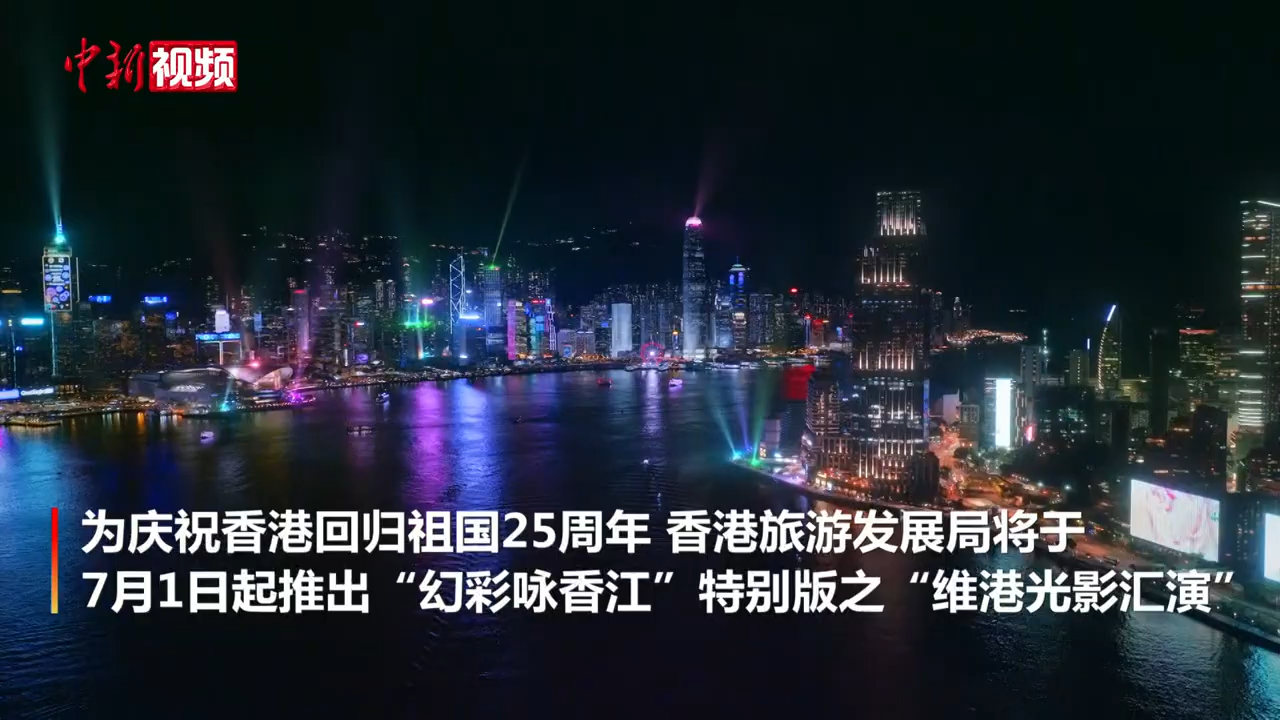 中新视频
为庆祝香港回归祖国25周年 香港旅游发展局将于
7月1日起推出“幻彩咏香江”特别版之“维港光影汇演”